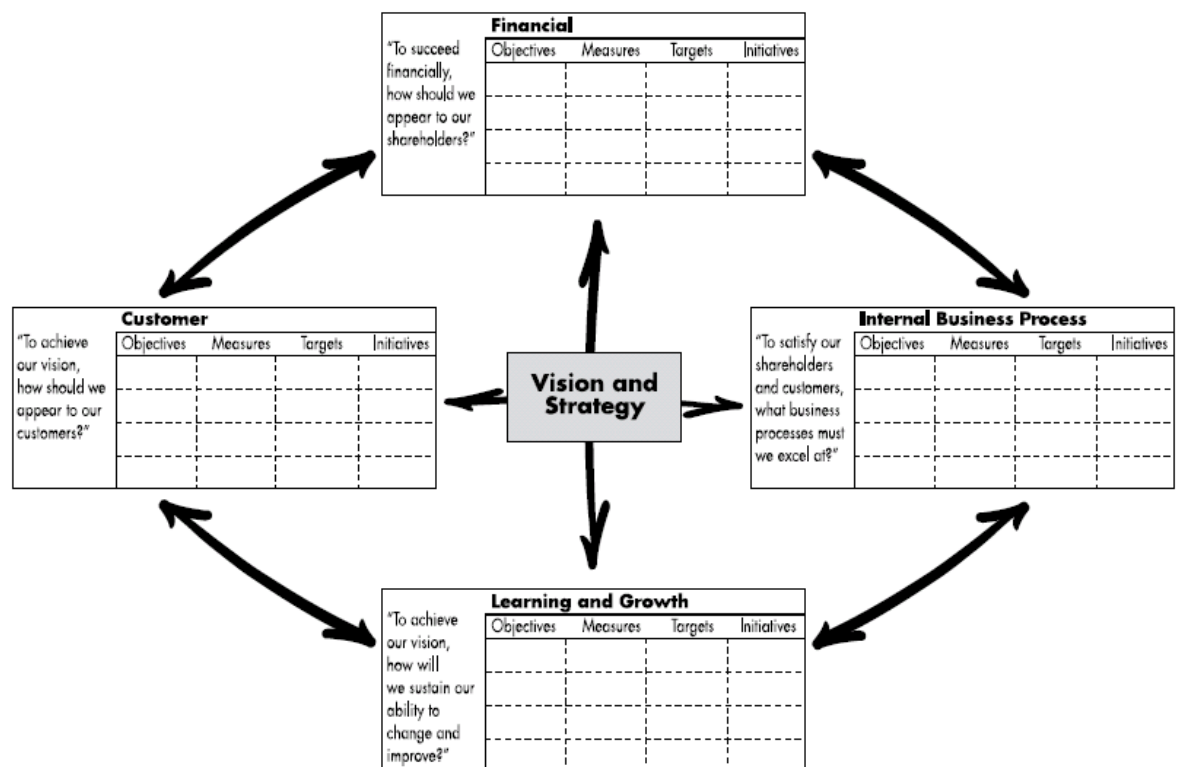 Financial
"To succeed
financially,
how should we
appear to our
shareholders?"
Objectives Measures Targets Initiatives
Customer
"To achieve
our vision,
how should we
appear to our
customers?"
Objectives Measures Targets Initiatives
Vision and
Strategy
Internal Business Process
"To satisfy our
shareholders
and customers,
what business
processes must
we excel at?"
Objectives Measures Targets Initiatives
Learning and Growth
"To achieve
our vision,
how will
we sustain our
ability to
change and
improve?"
Objectives Measures Targets Initiatives